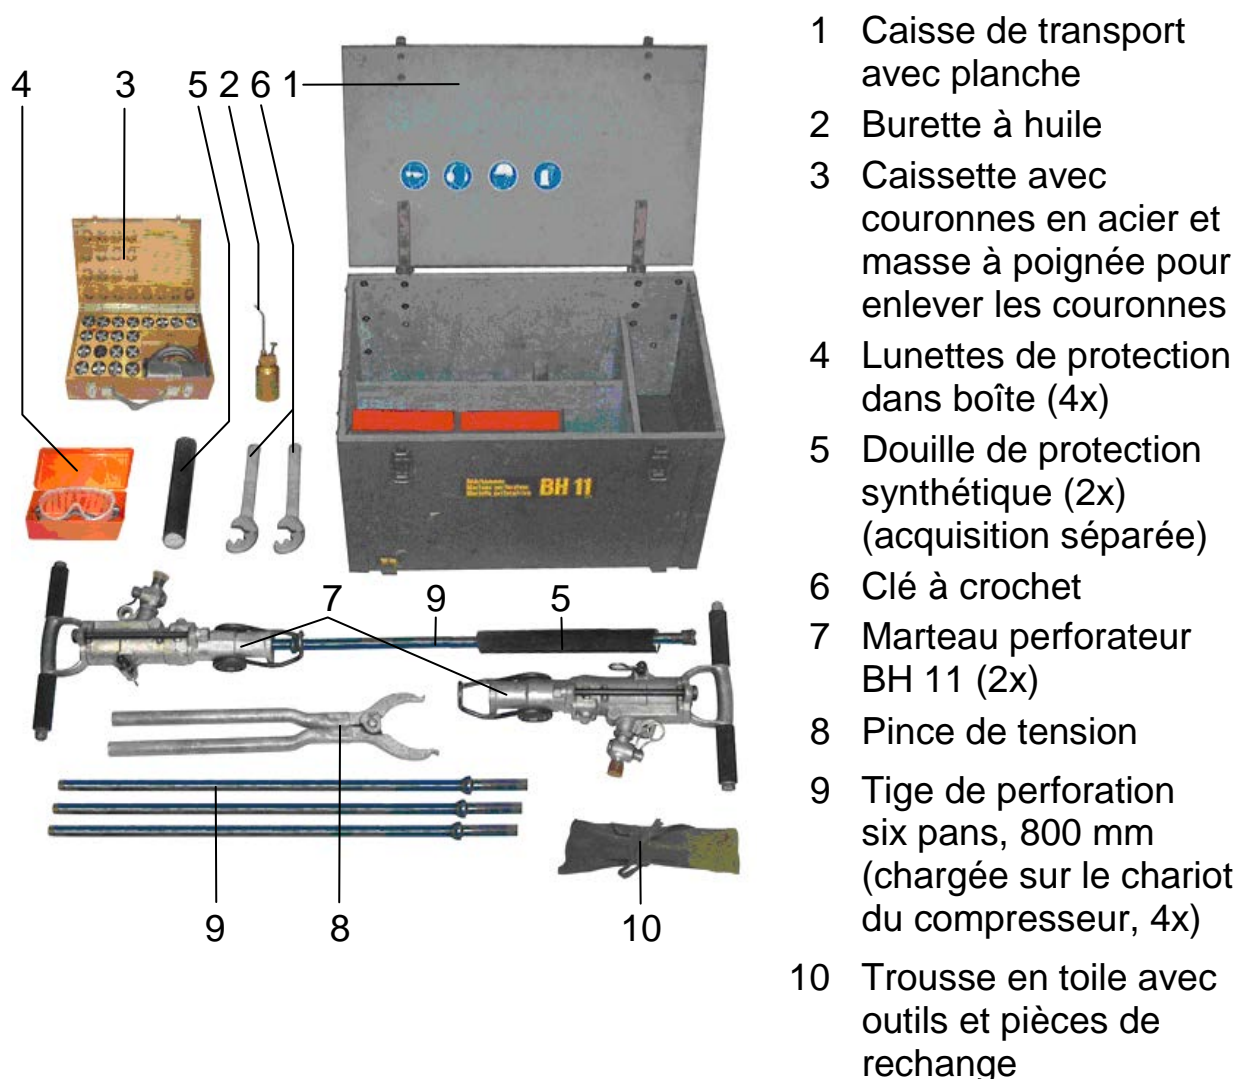 4 3 5 2 6 1
BH 11
7 9 5
9 8 10
1 Caisse de transport
avec planche
2 Burette à huile
3 Caissette avec
couronnes en acier et
masse à poignée pour
enlever les couronnes
4 Lunettes de protection
dans boîte (4x)
5 Douille de protection
synthétique (2x)
(acquisition séparée)
6 Clé à crochet
7 Marteau perforateur
BH 11 (2x)
8 Pince de tension
9 Tige de perforation
six pans, 800 mm
(chargée sur le chariot
du compresseur, 4x)
10 Trousse en toile avec
outils et pièces de
rechange